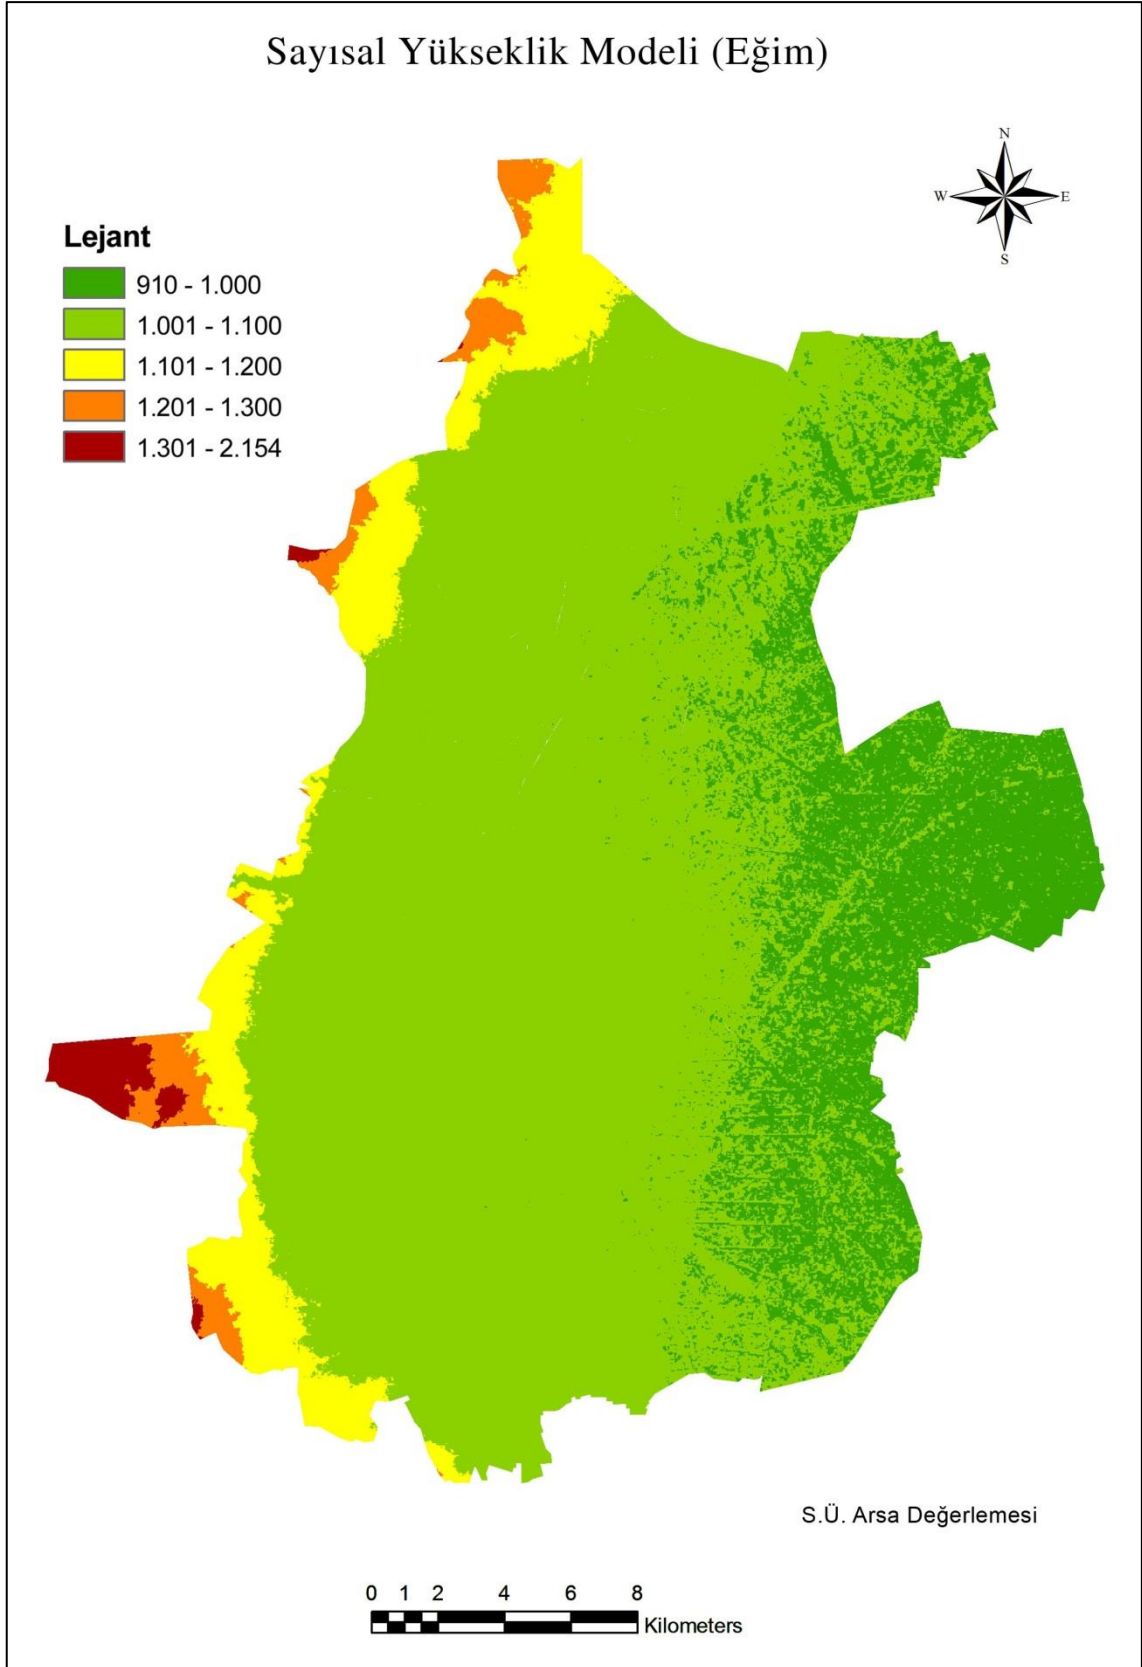 Sayısal Yükseklik Modeli (Eğim)
N
W E
S
Lejant
910 - 1.000
1.001 - 1.100
1.101 - 1.200
1.201 - 1.300
1.301 - 2.154
S.Ü. Arsa Değerlemesi
0 1 2 4 6 8
Kilometers